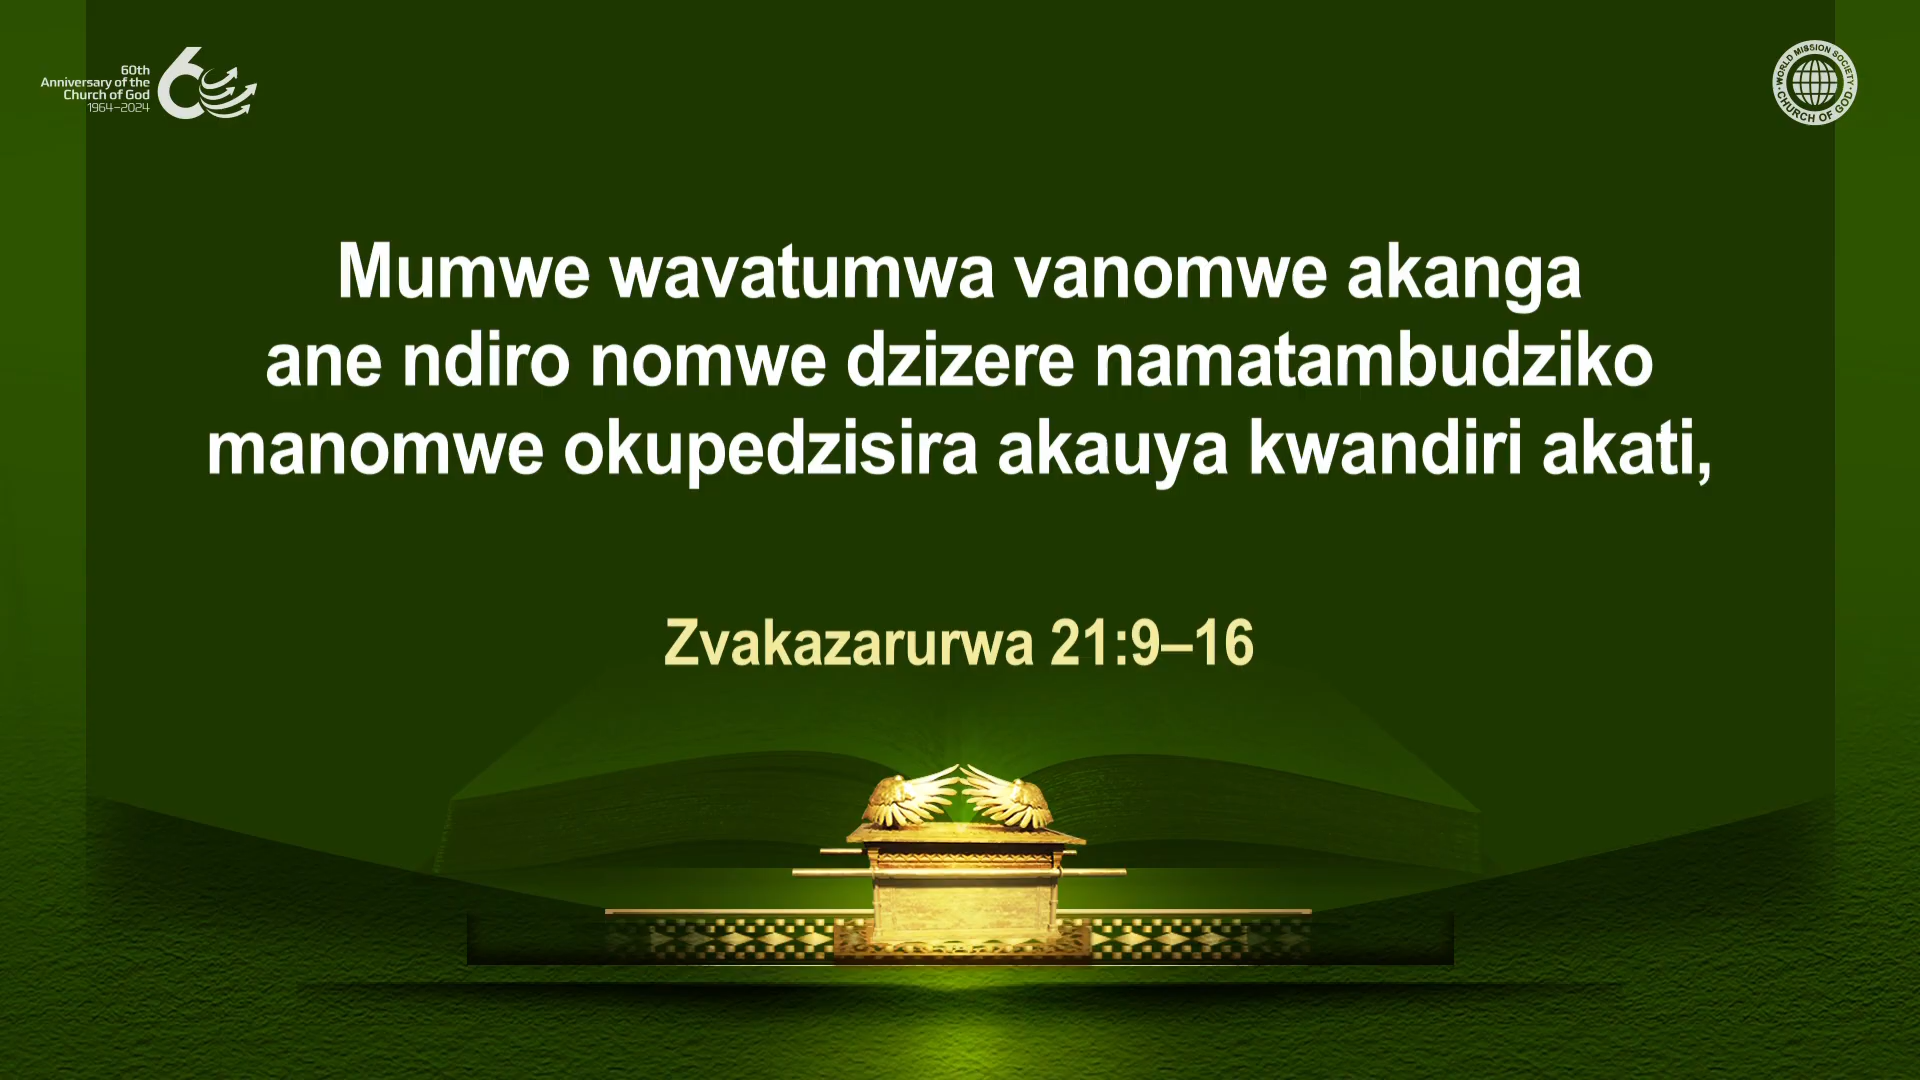 60th
Anniversary of the
Church of God
1964–2024
WORLD MISSION SOCIETY
CHURCH OF GOD
Mumwe wavatumwa vanomwe akanga
ane ndiro nomwe dzizere namatambudziko
manomwe okupedzisira akauya kwandiri akati,
Zvakazarurwa 21:9–16